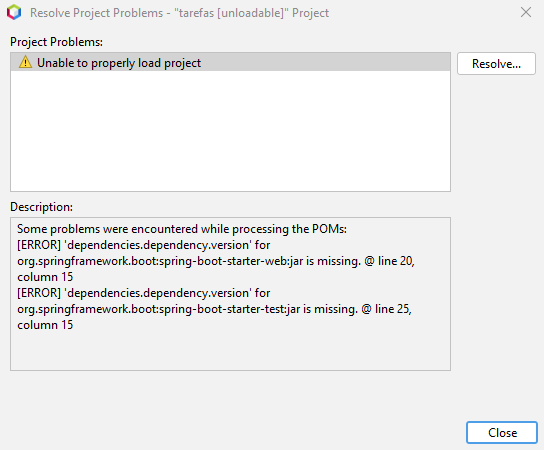 Resolve Project Problems - "tarefas [unloadable]" Project
Project Problems:
Unable to properly load project
Resolve...
Description:
Some problems were encountered while processing the POMs:
[ERROR] 'dependencies.dependency.version' for
org.springframework.boot:spring-boot-starter-web:jar is missing. @ line 20,
column 15
[ERROR] 'dependencies.dependency.version' for
org.springframework.boot:spring-boot-starter-test:jar is missing. @ line 25,
column 15
Close